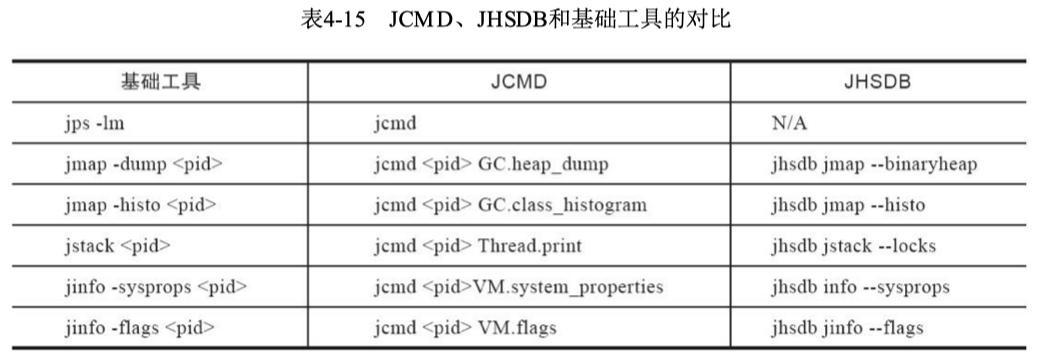 表4-15 JCMD、JHSDB和基础工具的对比
基础工具 JCMD JHSDB
jps -lm jcmd N/A
jmap -dump <pid> jcmd <pid> GC.heap_dump jhsdb jmap --binaryheap
jmap -histo <pid> jcmd <pid> GC.class_histogram jhsdb jmap --histo
jstack <pid> jcmd <pid> Thread.print jhsdb jstack --locks
jinfo -sysprops <pid> jcmd <pid>VM.system_properties jhsdb info --sysprops
jinfo -flags <pid> jcmd <pid> VM.flags jhsdb jinfo --flags